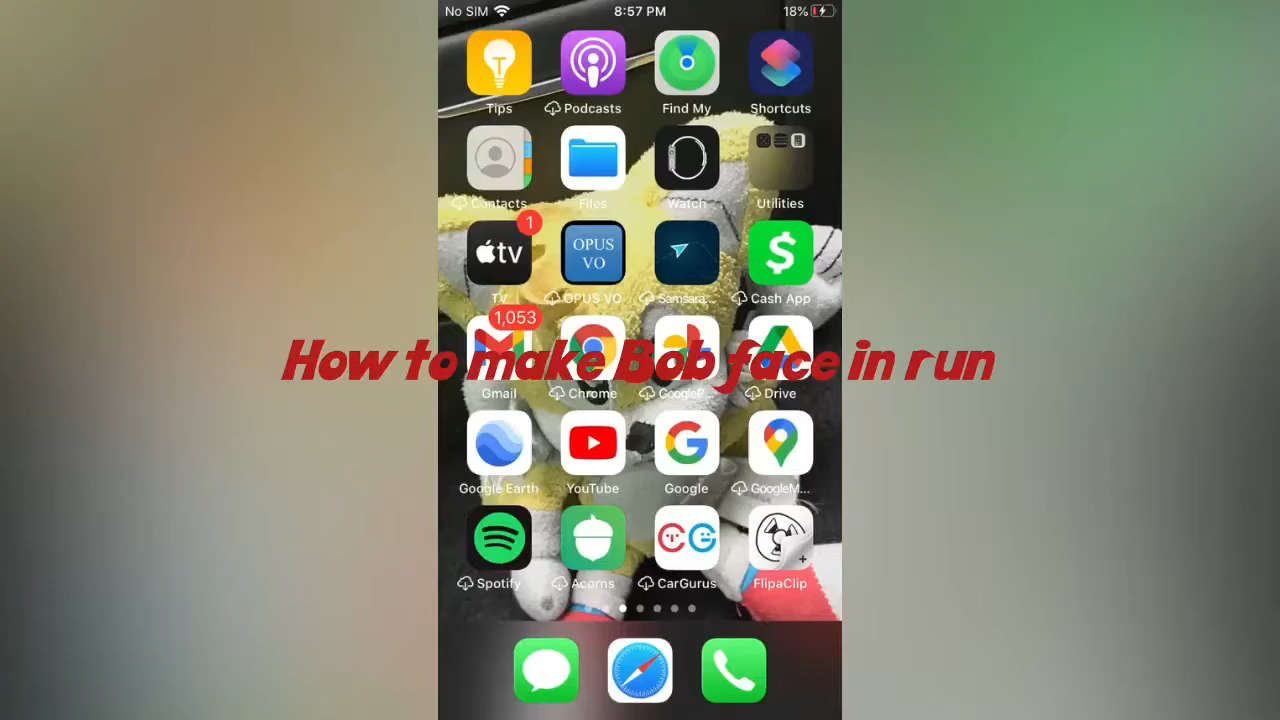 No SIM 8:57 PM 18%
Tips Podcasts Find My Shortcuts
Contacts Files Watch Utilities
1
tv OPUS VO $
TV OPUS VO Samsara... Cash App
1,053
How to make Bob face in run
Gmail Chrome GoogleP... Drive
Google Earth YouTube Google GoogleM...
Spotify Acorns CarGurus FlipaClip